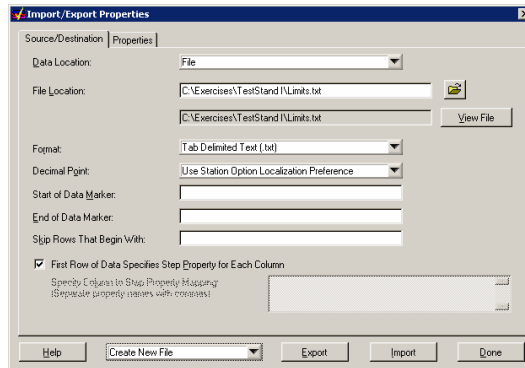 Import/Export Properties
Source/Destination Properties
Data Location: File
File Location: C:\Exercises\TestStand I\Limits.txt
C:\Exercises\TestStand I\Limits.txt View File
Format: Tab Delimited Text (.txt)
Decimal Point: Use Station Option Localization Preference
Start of Data Marker:
End of Data Marker:
Skip Rows That Begin With:
First Row of Data Specifies Step Property for Each Column
Specify Column to Step Property Mapping:
(Separate property names with commas)
Help Create New File Export Import Done